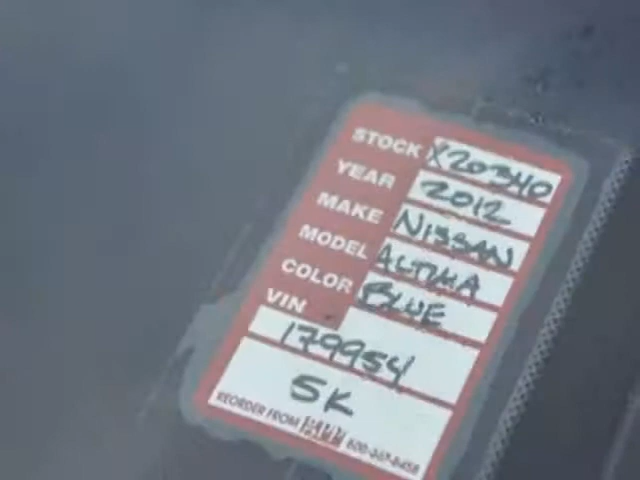 STOCK X20340
YEAR 2012
MAKE NISSAN
MODEL ALTIMA
COLOR BLUE
VIN
179954
5K
REORDER FROM